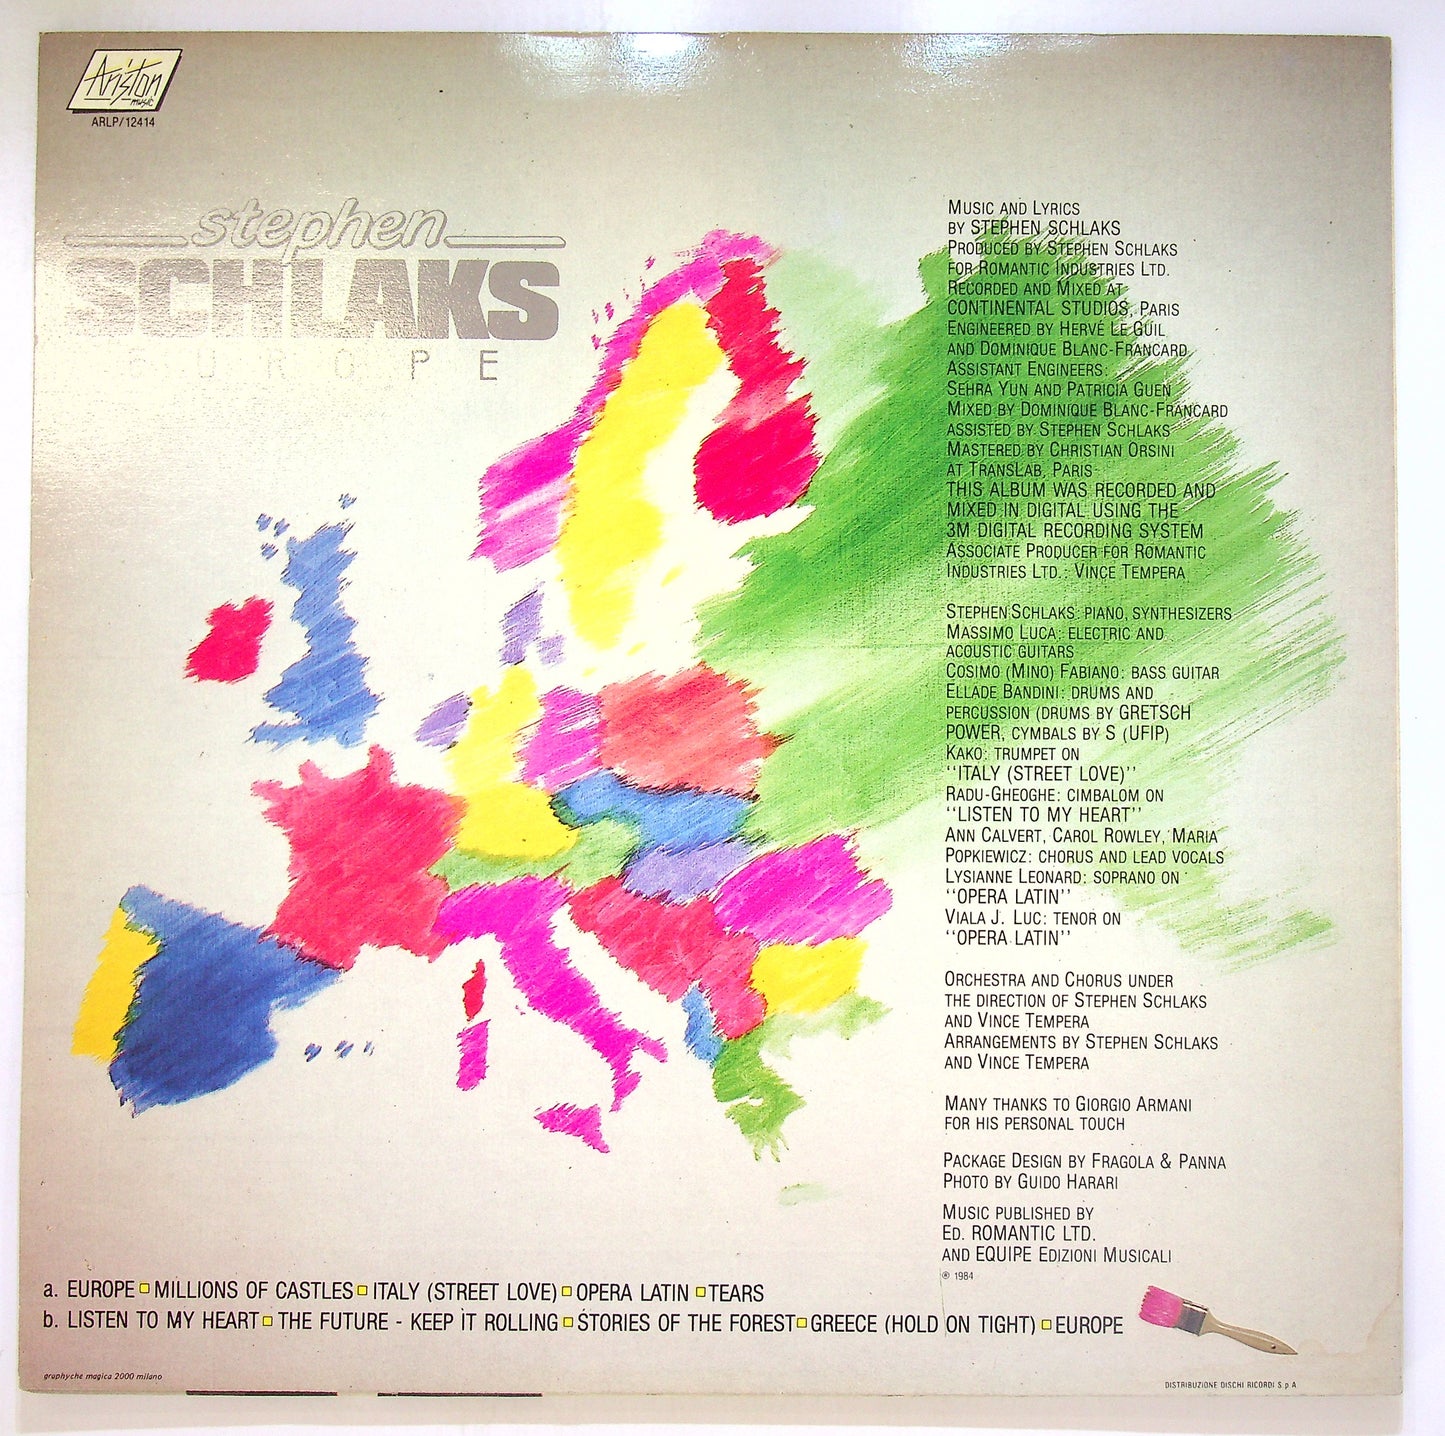 Ariston
music
ARLP/12414
stephen
SCHLAKS
EUROPE
MUSIC AND LYRICS
BY STEPHEN SCHLAKS
PRODUCED BY STEPHEN SCHLAKS
FOR ROMANTIC INDUSTRIES LTD.
RECORDED AND MIXED AT
CONTINENTAL STUDIOS, PARIS
ENGINEERED BY HERVÉ LE GUIL
AND DOMINIQUE BLANC-FRANCARD
ASSISTANT ENGINEERS:
SEHRA YUN AND PATRICIA GUEN
MIXED BY DOMINIQUE BLANC-FRANCARD
ASSISTED BY STEPHEN SCHLAKS
MASTERED BY CHRISTIAN ORSINI
AT TRANSLAB, PARIS
THIS ALBUM WAS RECORDED AND
MIXED IN DIGITAL USING THE
3M DIGITAL RECORDING SYSTEM
ASSOCIATE PRODUCER FOR ROMANTIC
INDUSTRIES LTD.: VINCE TEMPERA
STEPHEN SCHLAKS: PIANO, SYNTHESIZERS
MASSIMO LUCA: ELECTRIC AND
ACOUSTIC GUITARS
COSIMO (MINO) FABIANO: BASS GUITAR
ELLADE BANDINI: DRUMS AND
PERCUSSION (DRUMS BY GRETSCH
POWER, CYMBALS BY S (UFIP)
KAKO: TRUMPET ON
"ITALY (STREET LOVE)"
RADU-GHEOGHE: CIMBALOM ON
"LISTEN TO MY HEART"
ANN CALVERT, CAROL ROWLEY, MARIA
POPKIEWICZ: CHORUS AND LEAD VOCALS
LYSIANNE LEONARD: SOPRANO ON
"OPERA LATIN"
VIALA J. LUC: TENOR ON
"OPERA LATIN"
ORCHESTRA AND CHORUS UNDER
THE DIRECTION OF STEPHEN SCHLAKS
AND VINCE TEMPERA
ARRANGEMENTS BY STEPHEN SCHLAKS
AND VINCE TEMPERA
MANY THANKS TO GIORGIO ARMANI
FOR HIS PERSONAL TOUCH
PACKAGE DESIGN BY FRAGOLA & PANNA
PHOTO BY GUIDO HARARI
MUSIC PUBLISHED BY
ED. ROMANTIC LTD.
AND EQUIPE EDIZIONI MUSICALI
℗ 1984
a. EUROPE □ MILLIONS OF CASTLES □ ITALY (STREET LOVE) □ OPERA LATIN □ TEARS
b. LISTEN TO MY HEART □ THE FUTURE - KEEP IT ROLLING □ STORIES OF THE FOREST □ GREECE (HOLD ON TIGHT) □ EUROPE
graphyche magica 2000 milano
DISTRIBUZIONE DISCHI RICORDI S.p.A.